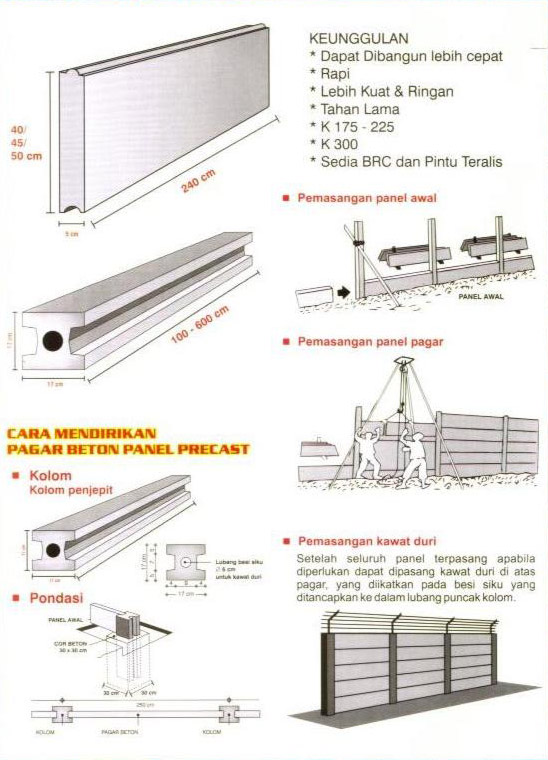 40/
45/
50 cm
240 cm
5 cm
KEUNGGULAN
* Dapat Dibangun lebih cepat
* Rapi
* Lebih Kuat & Ringan
* Tahan Lama
* K 175 - 225
* K 300
* Sedia BRC dan Pintu Teralis
100 - 600 cm
17 cm
17 cm
Pemasangan panel awal
PANEL AWAL
Pemasangan panel pagar
CARA MENDIRIKAN
PAGAR BETON PANEL PRECAST
Kolom
Kolom penjepit
17 cm
17 cm
Lubang besi siku
∅ 6 cm
untuk kawat duri
Pondasi
PANEL AWAL
COR BETON
30 x 30 cm
30 cm
30 cm
250 cm
KOLOM
PAGAR BETON
KOLOM
Pemasangan kawat duri
Setelah seluruh panel terpasang apabila
diperlukan dapat dipasang kawat duri di atas
pagar, yang diikatkan pada besi siku yang
ditancapkan ke dalam lubang puncak kolom.